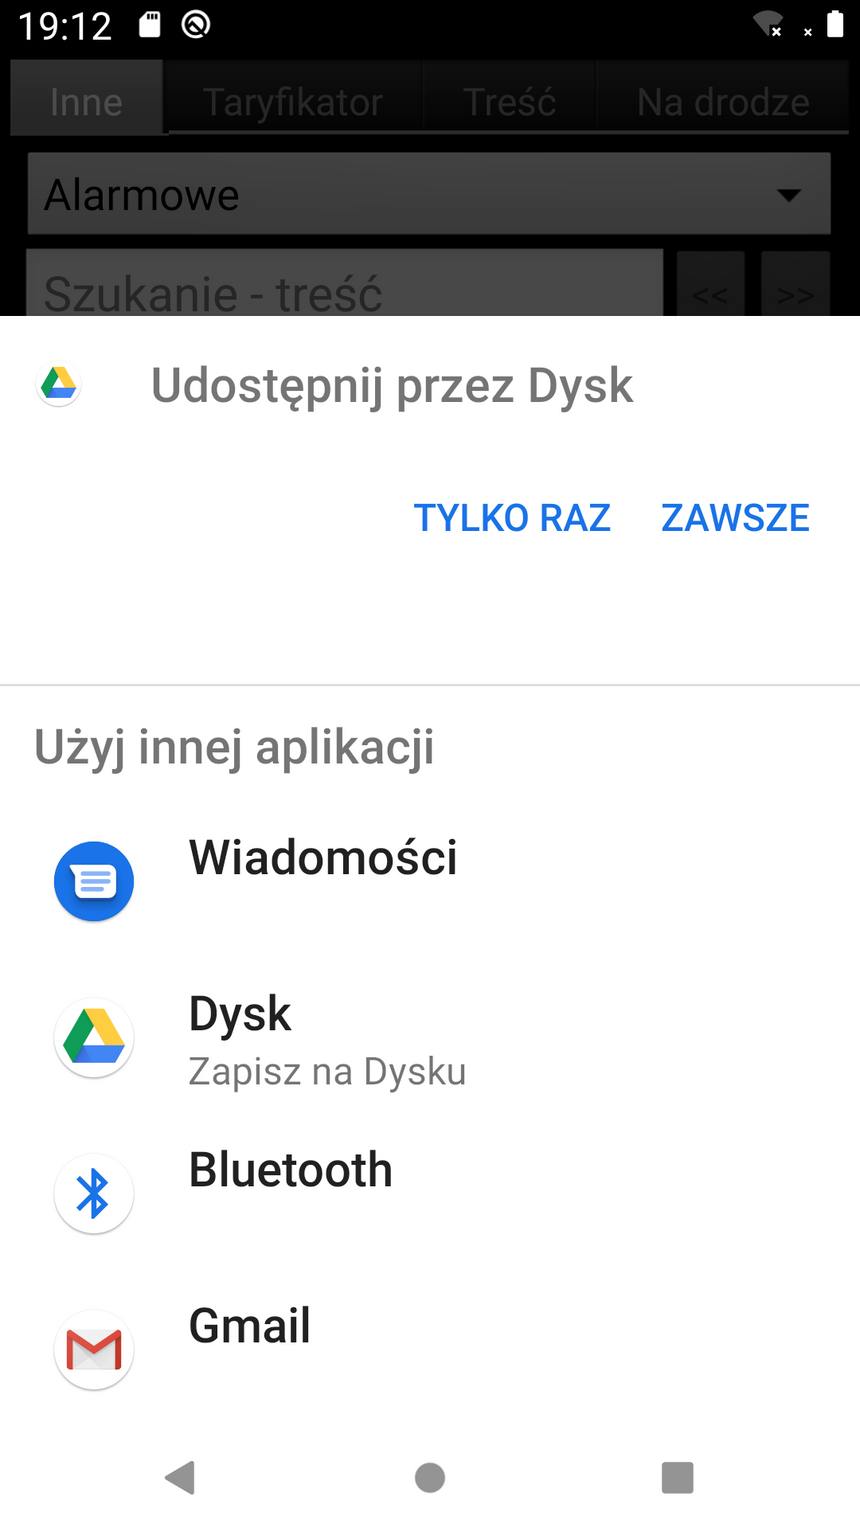 19:12
Inne Taryfikator Treść Na drodze
Alarmowe
Szukanie - treść << >>
Udostępnij przez Dysk
TYLKO RAZ ZAWSZE
Użyj innej aplikacji
Wiadomości
Dysk
Zapisz na Dysku
Bluetooth
Gmail